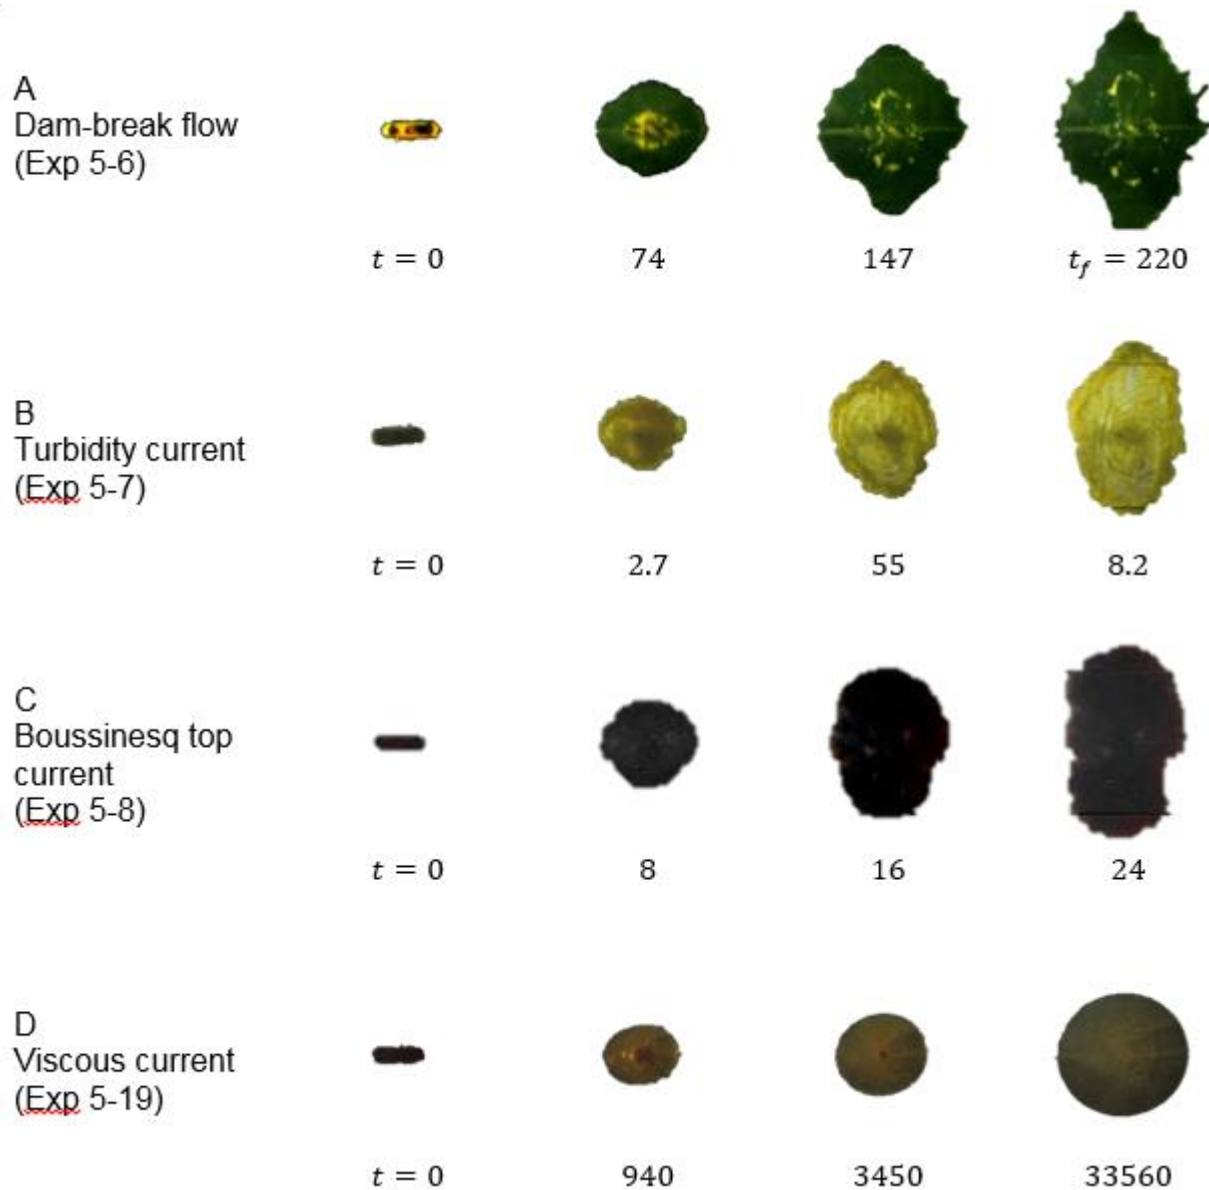 A
Dam-break flow
(Exp 5-6)
t = 0 74 147 t_f = 220
B
Turbidity current
(Exp 5-7)
t = 0 2.7 55 8.2
C
Boussinesq top
current
(Exp 5-8)
t = 0 8 16 24
D
Viscous current
(Exp 5-19)
t = 0 940 3450 33560